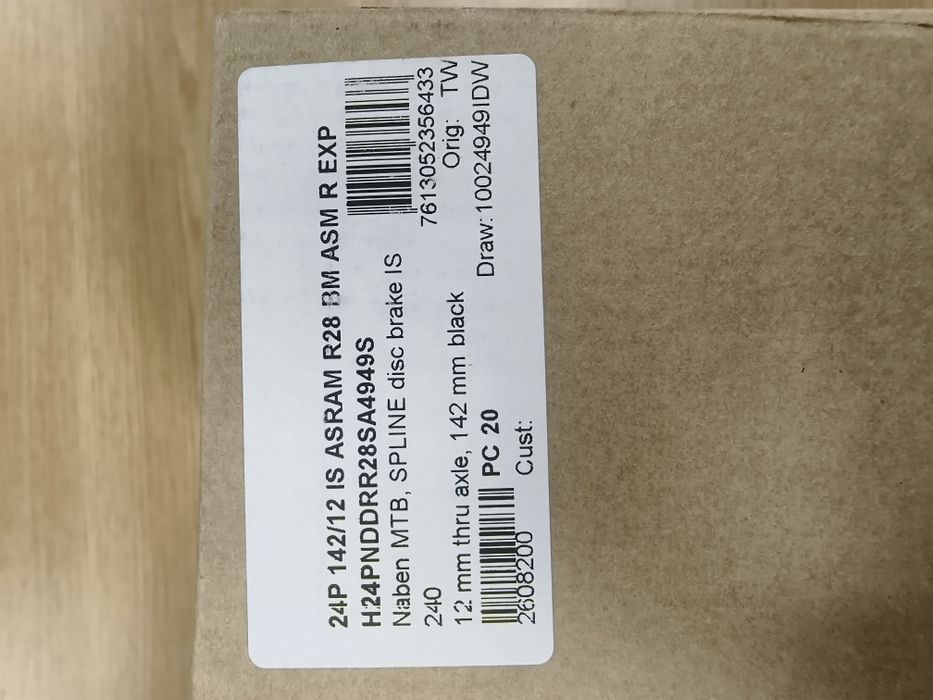 24P 142/12 IS ASRAM R28 BM ASM R EXP
H24PNDDRR28SA4949S
Naben MTB, SPLINE disc brake IS
7613052356433
240
Orig: TW
12 mm thru axle, 142 mm black
Draw: 10024949IDW
PC 20
2608200
Cust: